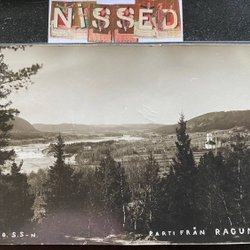 NISSED
O. S-N.
PARTI FRÅN RAGUN